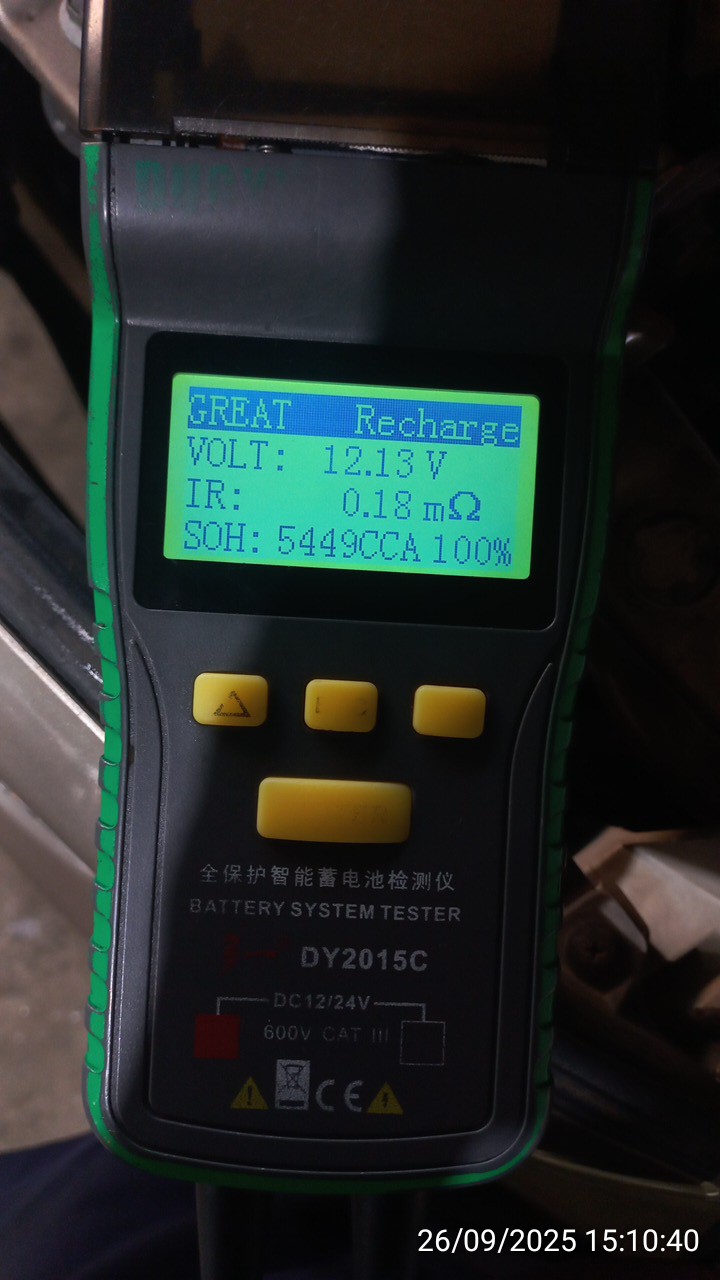 GREAT Recharge
VOLT: 12.13 V
IR: 0.18 mΩ
SOH: 5449CCA 100%
全保护智能蓄电池检测仪
BATTERY SYSTEM TESTER
DY2015C
DC12/24V
600V CAT III
CE
26/09/2025 15:10:40